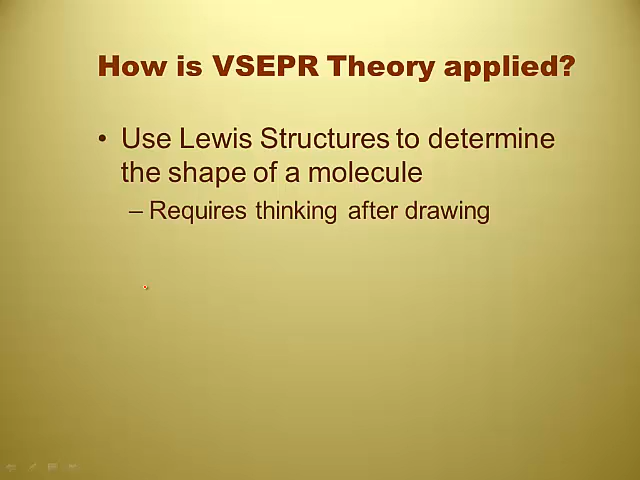 How is VSEPR Theory applied?
• Use Lewis Structures to determine
the shape of a molecule
– Requires thinking after drawing